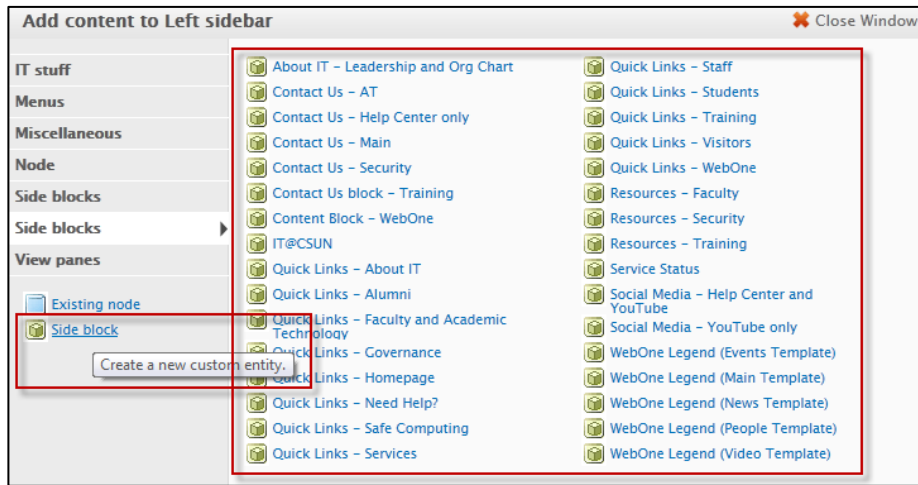 Add content to Left sidebar
Close Window
IT stuff
Menus
Miscellaneous
Node
Side blocks
Side blocks
View panes
Existing node
Side block
Create a new custom entity.
About IT – Leadership and Org Chart
Contact Us – AT
Contact Us – Help Center only
Contact Us – Main
Contact Us – Security
Contact Us block – Training
Content Block – WebOne
IT@CSUN
Quick Links – About IT
Quick Links – Alumni
Quick Links – Faculty and Academic
Technology
Quick Links – Governance
Quick Links – Homepage
Quick Links – Need Help?
Quick Links – Safe Computing
Quick Links – Services
Quick Links – Staff
Quick Links – Students
Quick Links – Training
Quick Links – Visitors
Quick Links – WebOne
Resources – Faculty
Resources – Security
Resources – Training
Service Status
Social Media – Help Center and
YouTube
Social Media – YouTube only
WebOne Legend (Events Template)
WebOne Legend (Main Template)
WebOne Legend (News Template)
WebOne Legend (People Template)
WebOne Legend (Video Template)